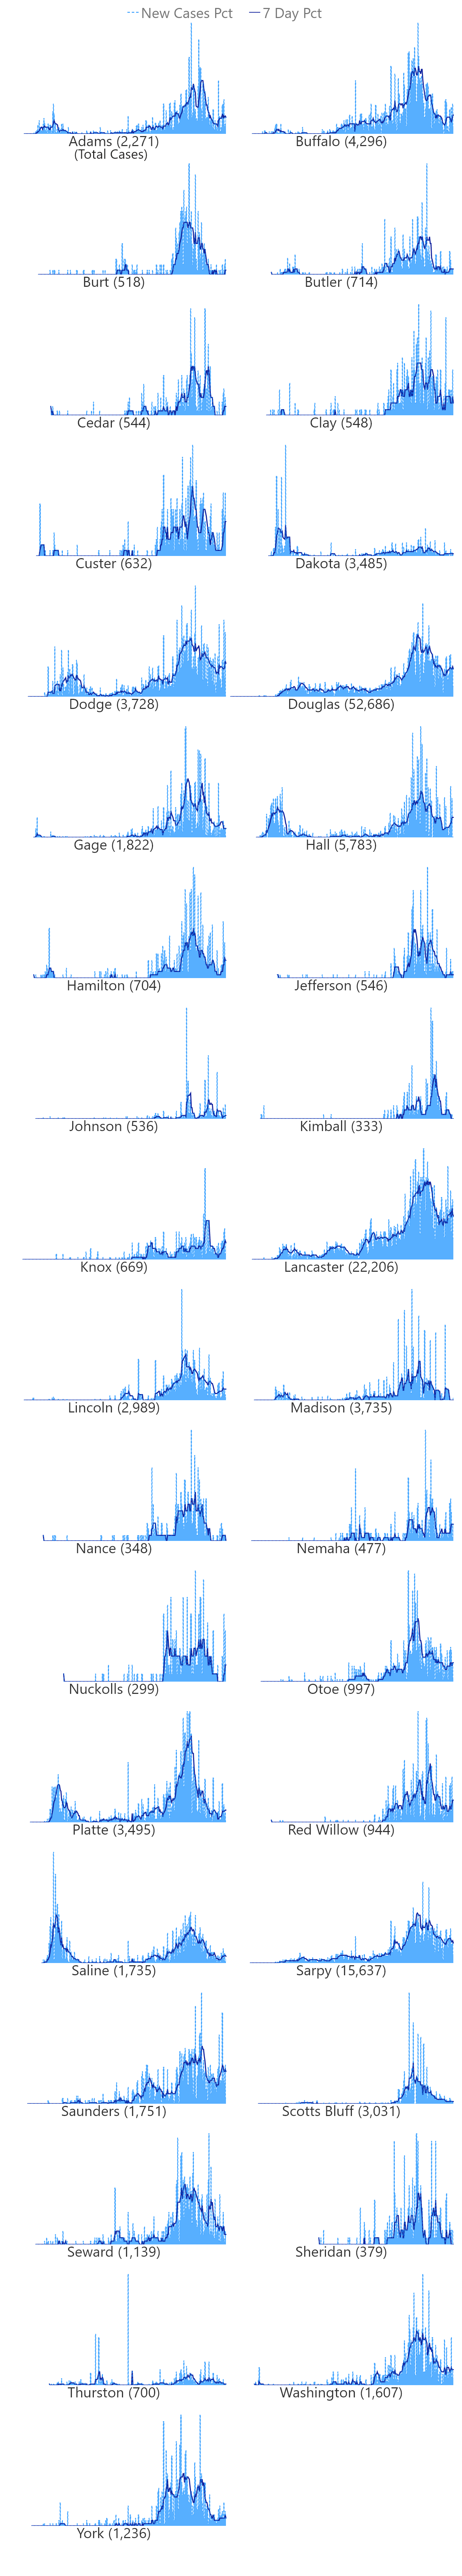 New Cases Pct 7 Day Pct
Adams (2,271) Buffalo (4,296)
(Total Cases)
Burt (518) Butler (714)
Cedar (544) Clay (548)
Custer (632) Dakota (3,485)
Dodge (3,728) Douglas (52,686)
Gage (1,822) Hall (5,783)
Hamilton (704) Jefferson (546)
Johnson (536) Kimball (333)
Knox (669) Lancaster (22,206)
Lincoln (2,989) Madison (3,735)
Nance (348) Nemaha (477)
Nuckolls (299) Otoe (997)
Platte (3,495) Red Willow (944)
Saline (1,735) Sarpy (15,637)
Saunders (1,751) Scotts Bluff (3,031)
Seward (1,139) Sheridan (379)
Thurston (700) Washington (1,607)
York (1,236)